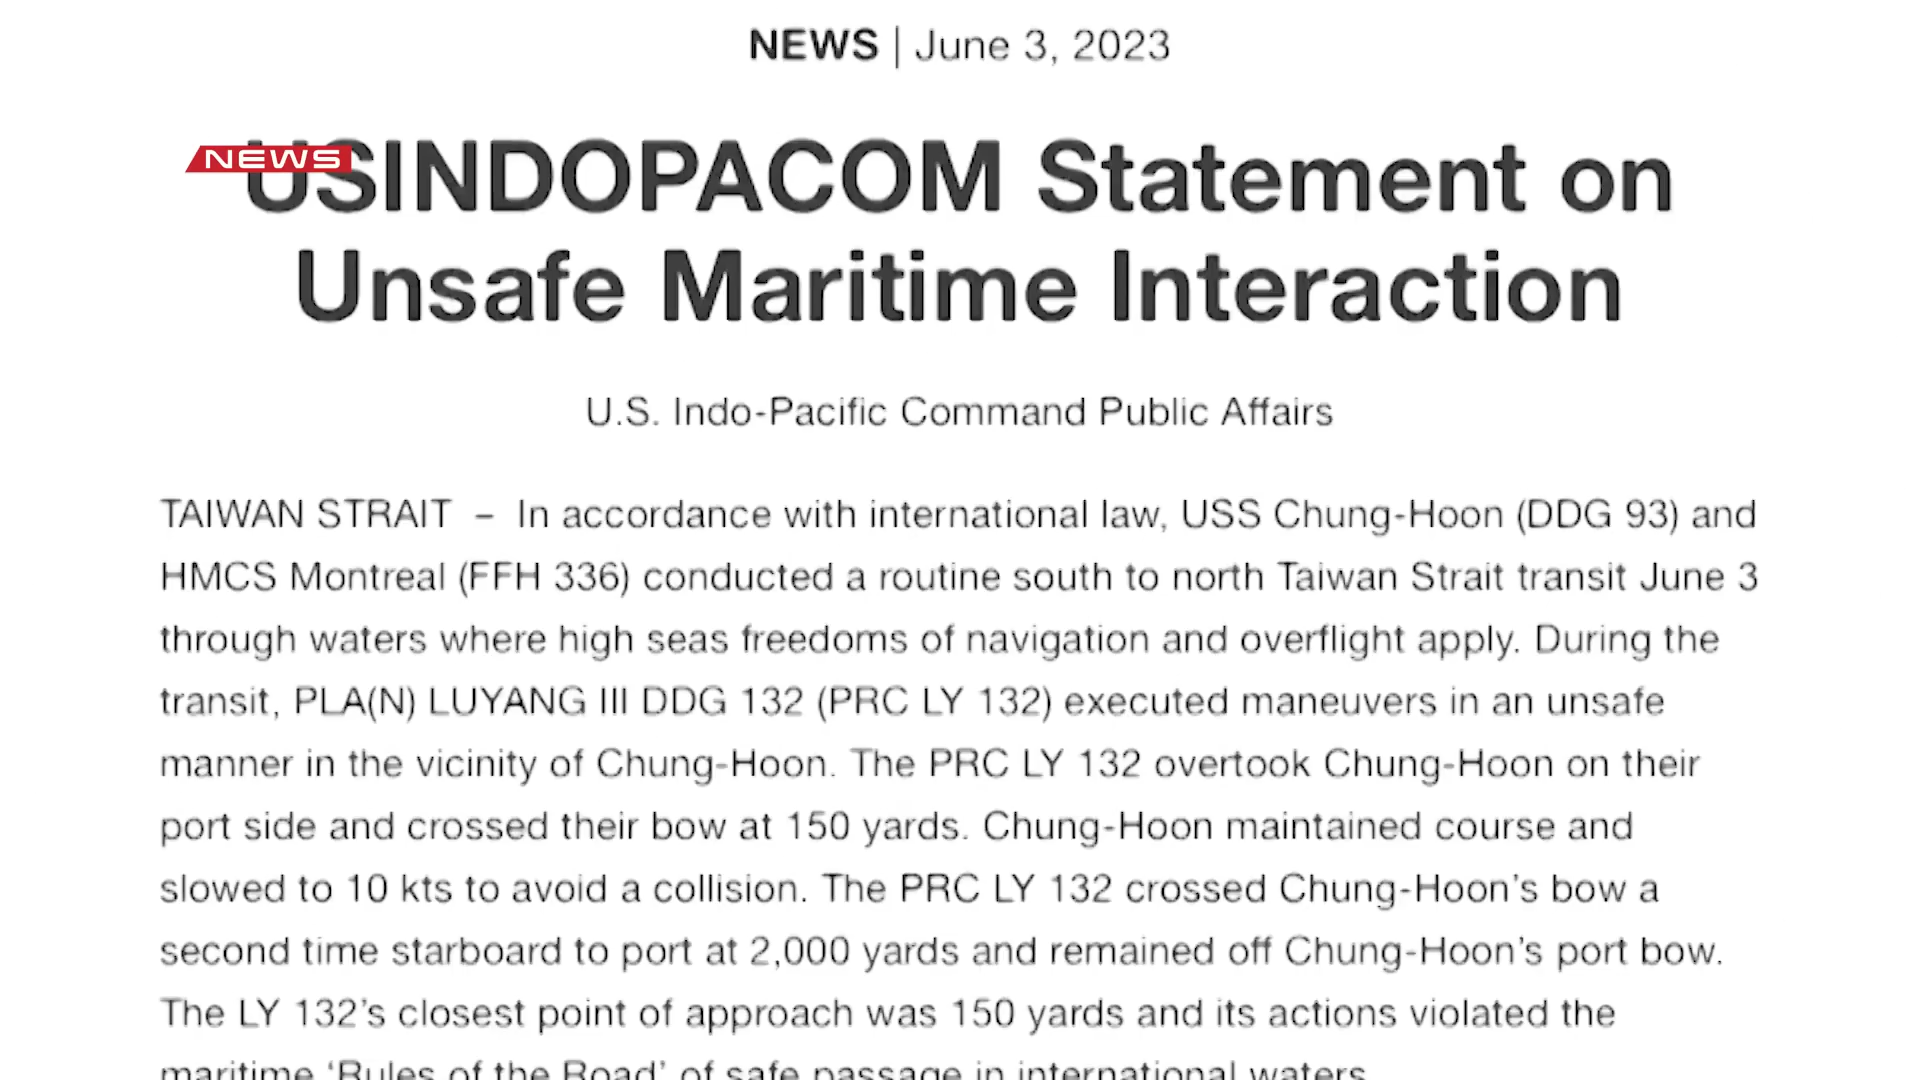 NEWS | June 3, 2023
NEWS
USINDOPACOM Statement on
Unsafe Maritime Interaction
U.S. Indo-Pacific Command Public Affairs
TAIWAN STRAIT – In accordance with international law, USS Chung-Hoon (DDG 93) and
HMCS Montreal (FFH 336) conducted a routine south to north Taiwan Strait transit June 3
through waters where high seas freedoms of navigation and overflight apply. During the
transit, PLA(N) LUYANG III DDG 132 (PRC LY 132) executed maneuvers in an unsafe
manner in the vicinity of Chung-Hoon. The PRC LY 132 overtook Chung-Hoon on their
port side and crossed their bow at 150 yards. Chung-Hoon maintained course and
slowed to 10 kts to avoid a collision. The PRC LY 132 crossed Chung-Hoon’s bow a
second time starboard to port at 2,000 yards and remained off Chung-Hoon’s port bow.
The LY 132’s closest point of approach was 150 yards and its actions violated the
maritime ‘Rules of the Road’ of safe passage in international waters.